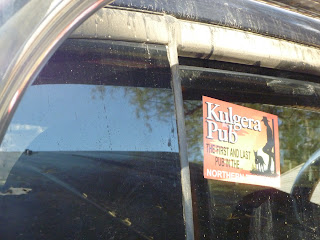 Kulgera
Pub
THE FIRST AND LAST
PUB IN THE
NORTHERN